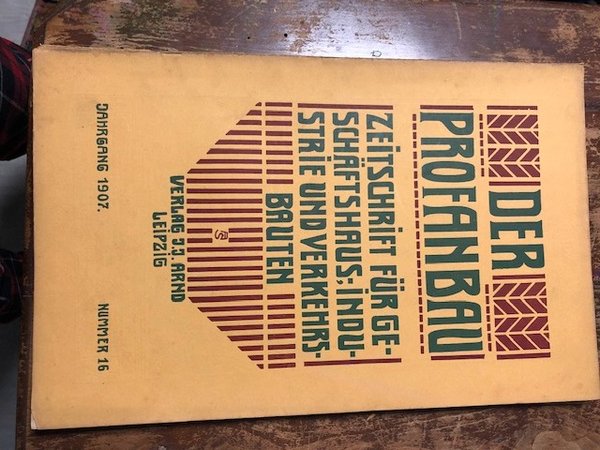 DER
PROFANBAU
ZEITSCHRIFT FÜR GE-
SCHÄFTSHAUS-, INDU-
STRIE UND VERKEHRS-
BAUTEN
VERLAG J.J. ARND
LEIPZIG
JAHRGANG 1907.
NUMMER 16